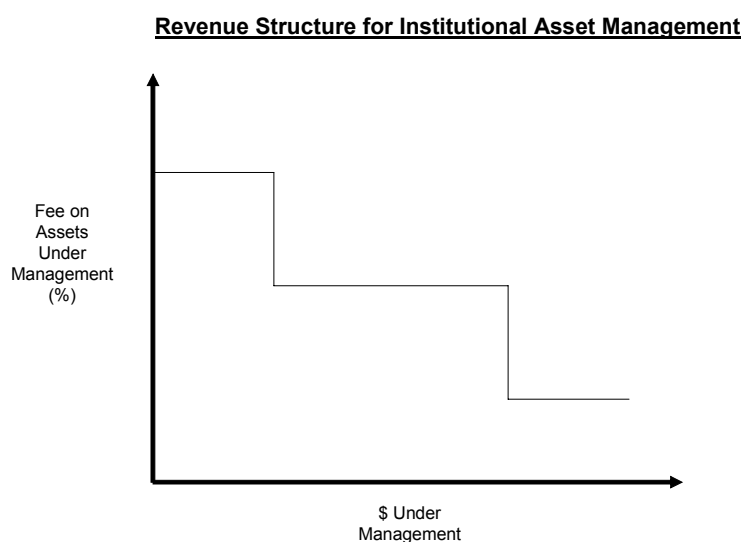 Revenue Structure for Institutional Asset Management
Fee on
Assets
Under
Management
(%)
$ Under
Management